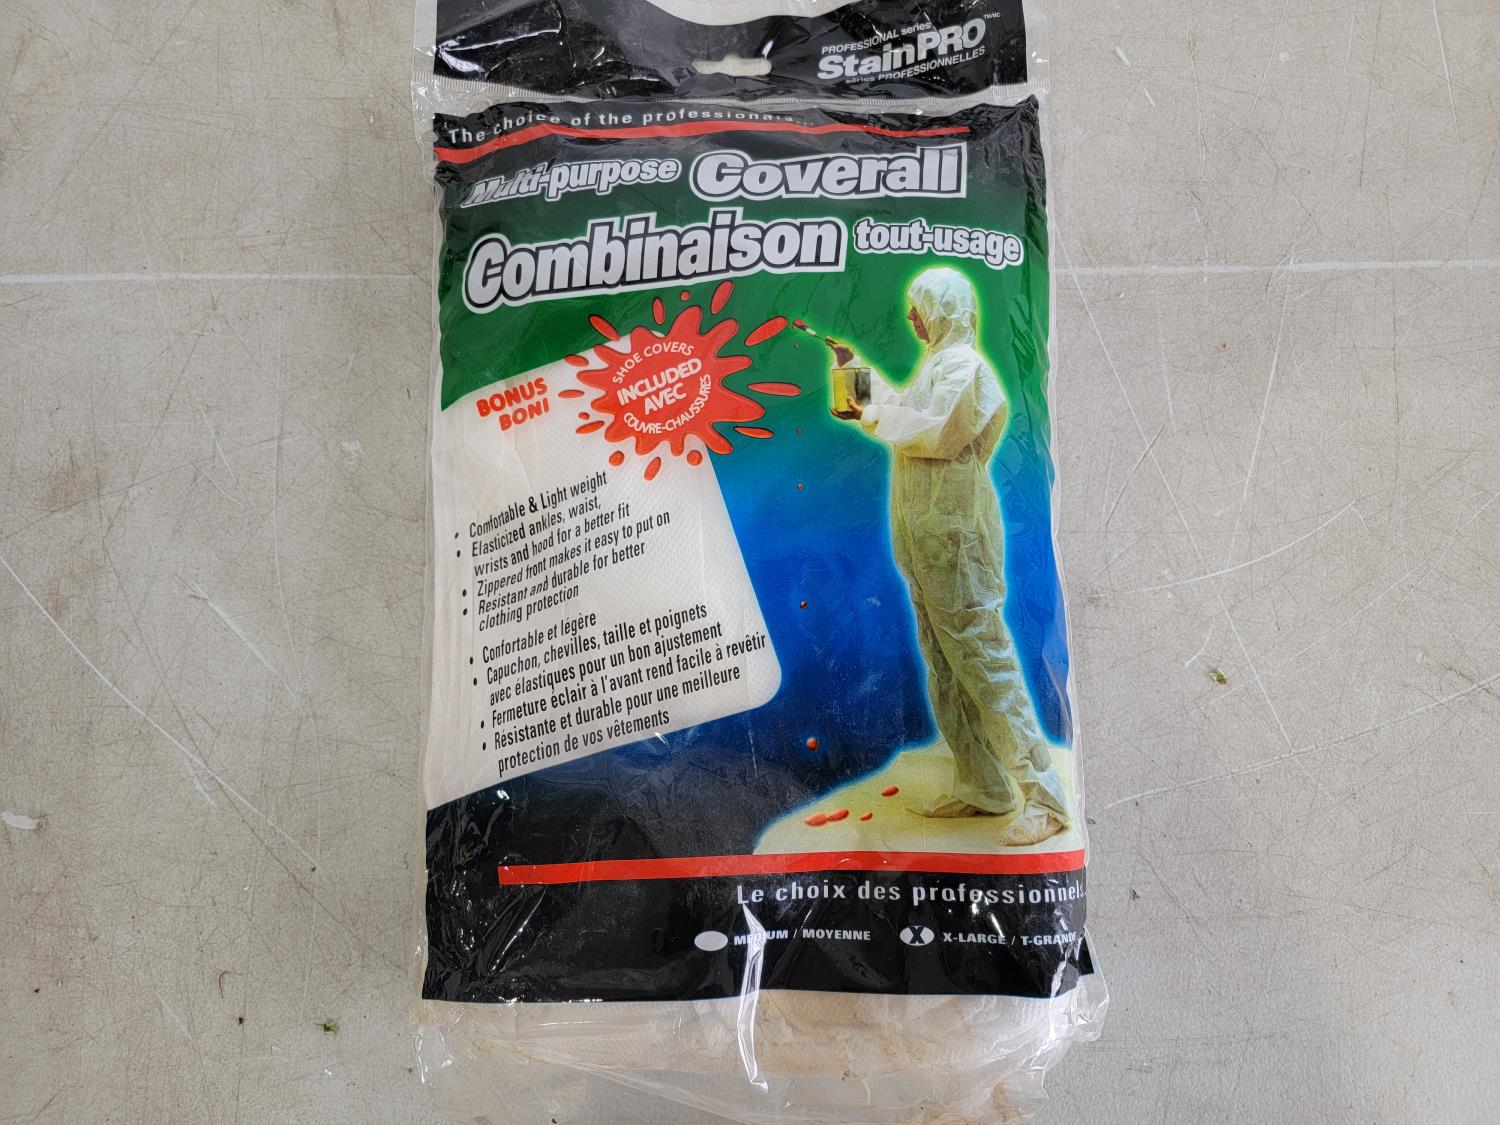 PROFESSIONAL series
StainPRO TM/MC
séries PROFESSIONNELLES
The choice of the professionals...
Multi-purpose Coverall
Combinaison tout-usage
BONUS
BONI
SHOE COVERS
INCLUDED
AVEC
COUVRE-CHAUSSURES
• Comfortable & Light weight
• Elasticized ankles, waist,
wrists and hood for a better fit
• Zippered front makes it easy to put on
• Resistant and durable for better
clothing protection
• Confortable et légère
• Capuchon, chevilles, taille et poignets
avec élastiques pour un bon ajustement
• Fermeture éclair à l'avant rend facile à revêtir
• Résistante et durable pour une meilleure
protection de vos vêtements
Le choix des professionnels..
MEDIUM / MOYENNE X X-LARGE / T-GRANDE